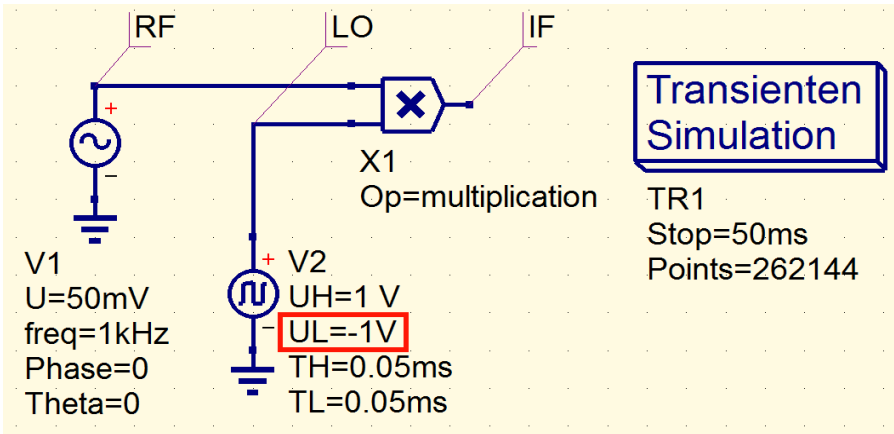 RF
LO
IF
Transienten
Simulation
X1
Op=multiplication
TR1
Stop=50ms
Points=262144
V1
U=50mV
freq=1kHz
Phase=0
Theta=0
V2
UH=1 V
UL=-1V
TH=0.05ms
TL=0.05ms